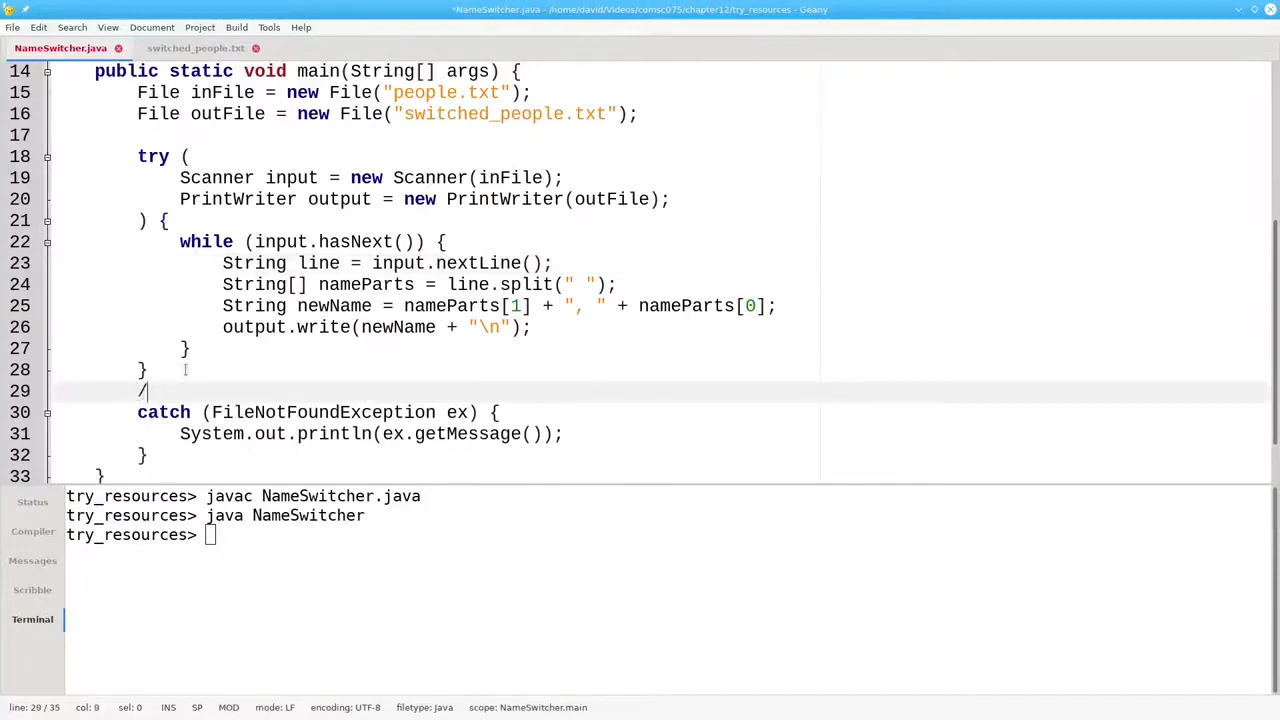 *NameSwitcher.java - /home/david/Videos/comsc075/chapter12/try_resources - Geany
File Edit Search View Document Project Build Tools Help
NameSwitcher.java switched_people.txt
14 public static void main(String[] args) {
15 File inFile = new File("people.txt");
16 File outFile = new File("switched_people.txt");
17
18 try (
19 Scanner input = new Scanner(inFile);
20 PrintWriter output = new PrintWriter(outFile);
21 ) {
22 while (input.hasNext()) {
23 String line = input.nextLine();
24 String[] nameParts = line.split(" ");
25 String newName = nameParts[1] + ", " + nameParts[0];
26 output.write(newName + "\n");
27 }
28 }
29 /
30 catch (FileNotFoundException ex) {
31 System.out.println(ex.getMessage());
32 }
33 }
Status
Compiler
Messages
Scribble
Terminal
try_resources> javac NameSwitcher.java
try_resources> java NameSwitcher
try_resources>
line: 29 / 35 col: 9 sel: 0 INS SP MOD mode: LF encoding: UTF-8 filetype: Java scope: NameSwitcher.main